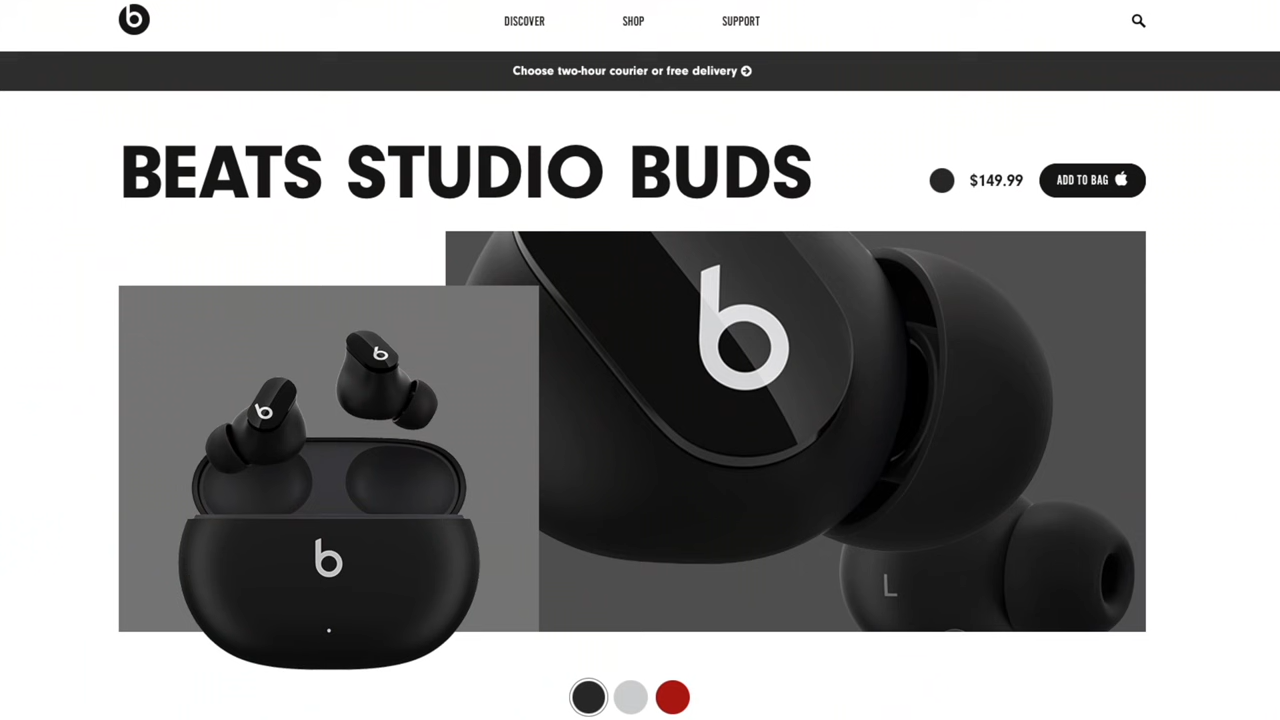 b
DISCOVER
SHOP
SUPPORT
Choose two-hour courier or free delivery
BEATS STUDIO BUDS
$149.99
ADD TO BAG
b
b
b
b
L